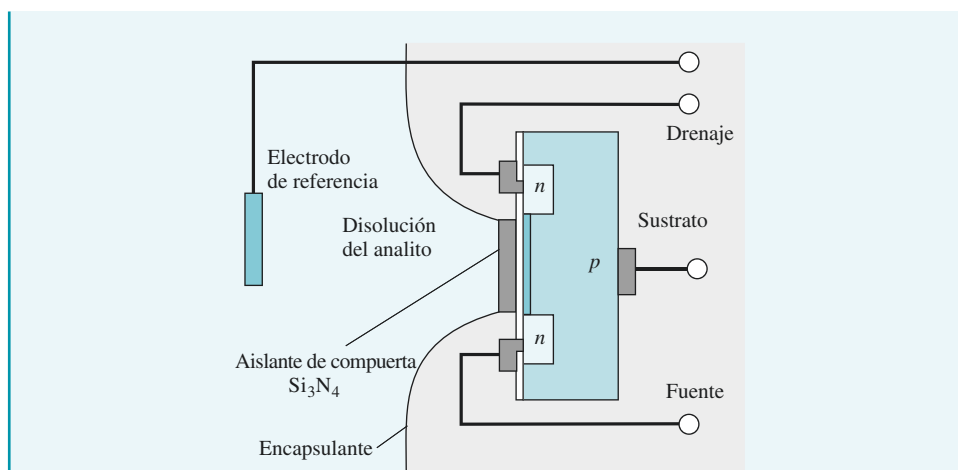 Drenaje
Electrodo
de referencia
n
Disolución
del analito
Sustrato
p
n
Aislante de compuerta
Si₃N₄
Fuente
Encapsulante